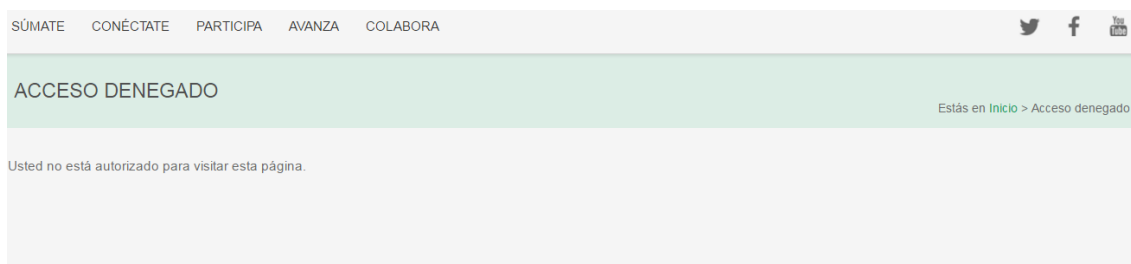 SÚMATE CONÉCTATE PARTICIPA AVANZA COLABORA You Tube
ACCESO DENEGADO
Estás en Inicio > Acceso denegado
Usted no está autorizado para visitar esta página.